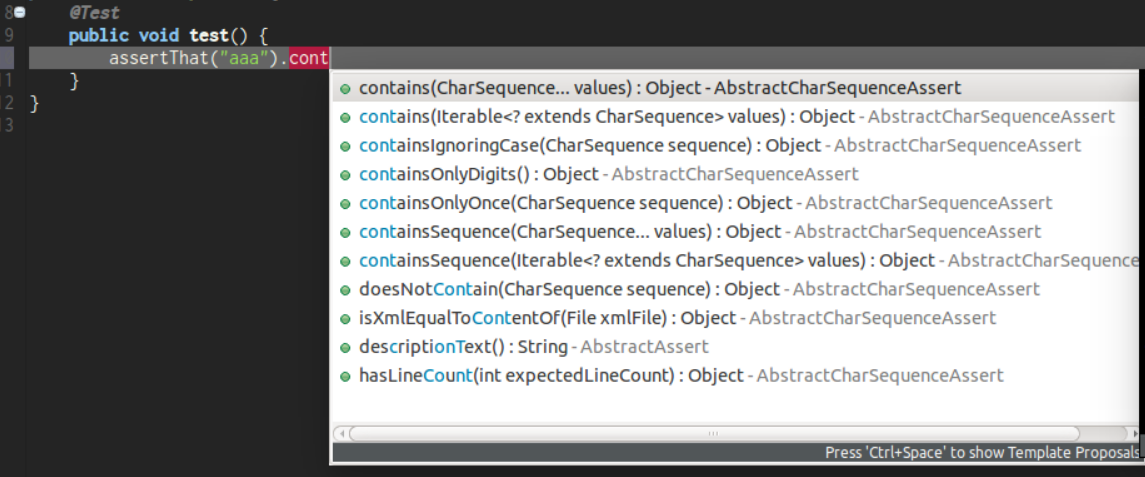 8 @Test
9 public void test() {
assertThat("aaa").cont
11 }
12 }
13
contains(CharSequence... values) : Object - AbstractCharSequenceAssert
contains(Iterable<? extends CharSequence> values) : Object - AbstractCharSequenceAssert
containsIgnoringCase(CharSequence sequence) : Object - AbstractCharSequenceAssert
containsOnlyDigits() : Object - AbstractCharSequenceAssert
containsOnlyOnce(CharSequence sequence) : Object - AbstractCharSequenceAssert
containsSequence(CharSequence... values) : Object - AbstractCharSequenceAssert
containsSequence(Iterable<? extends CharSequence> values) : Object - AbstractCharSequence
doesNotContain(CharSequence sequence) : Object - AbstractCharSequenceAssert
isXmlEqualToContentOf(File xmlFile) : Object - AbstractCharSequenceAssert
descriptionText() : String - AbstractAssert
hasLineCount(int expectedLineCount) : Object - AbstractCharSequenceAssert
Press 'Ctrl+Space' to show Template Proposals